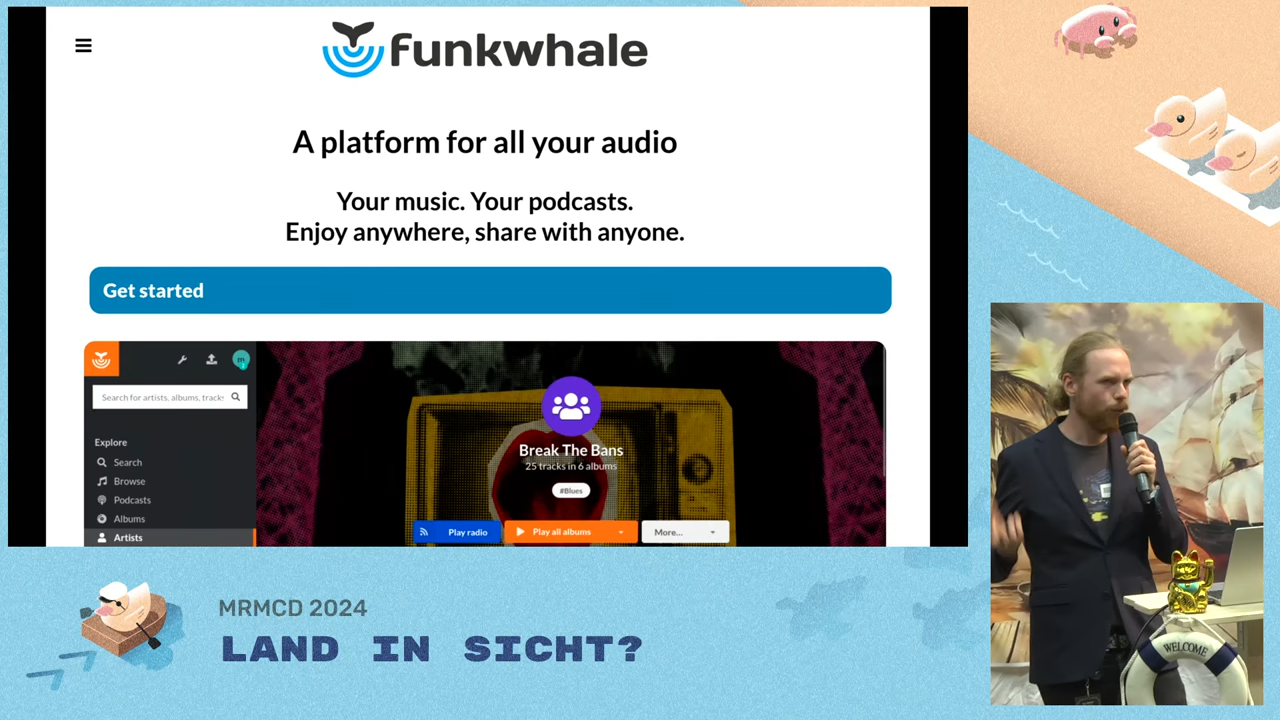 funkwhale
A platform for all your audio
Your music. Your podcasts.
Enjoy anywhere, share with anyone.
Get started
m
Search for artists, albums, tracks
Explore
Search
Browse
Podcasts
Albums
Artists
Break The Bans
25 tracks in 6 albums
#Blues
Play radio
Play all albums
More...
WELCOME
MRMCD 2024
LAND IN SICHT?